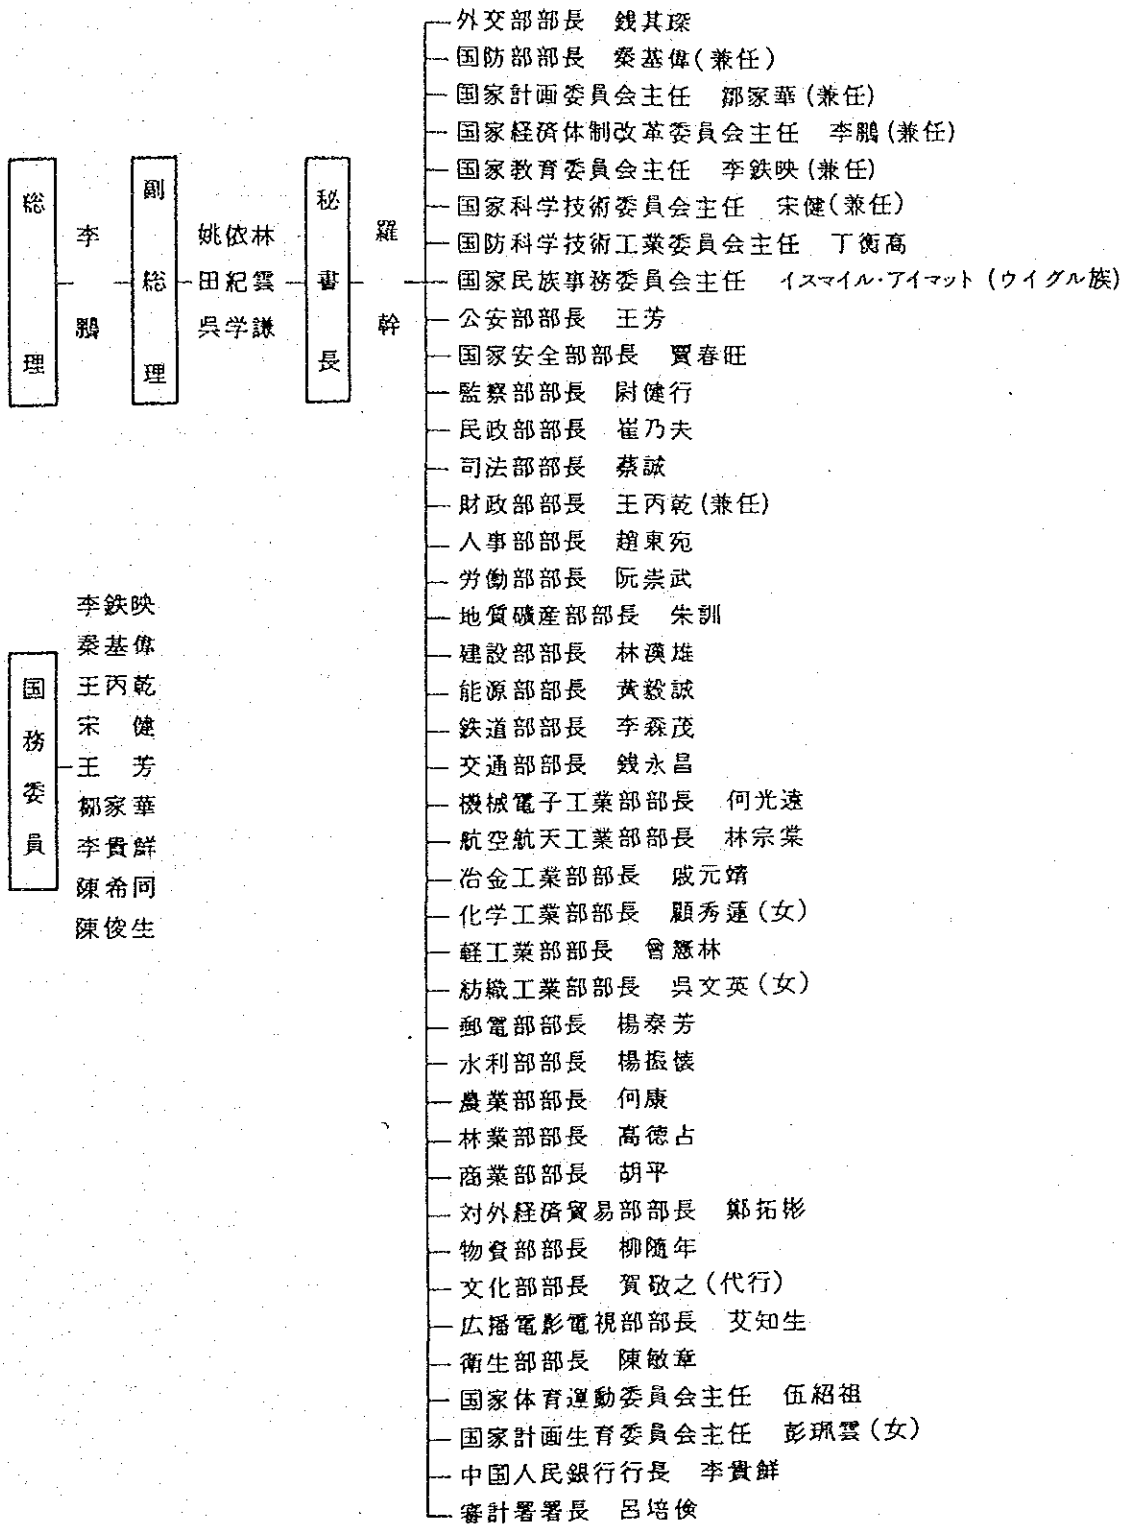 総理
李鵬
副総理
姚依林
田紀雲
呉学謙
秘書長
羅幹
外交部部長 銭其琛
国防部部長 秦基偉(兼任)
国家計画委員会主任 鄒家華(兼任)
国家経済体制改革委員会主任 李鵬(兼任)
国家教育委員会主任 李鉄映(兼任)
国家科学技術委員会主任 宋健(兼任)
国防科学技術工業委員会主任 丁衡高
国家民族事務委員会主任 イスマイル・アイマット(ウイグル族)
公安部部長 王芳
国家安全部部長 賈春旺
監察部部長 尉健行
民政部部長 崔乃夫
司法部部長 蔡誠
財政部部長 王丙乾(兼任)
人事部部長 趙東宛
労働部部長 阮崇武
地質礦産部部長 朱訓
建設部部長 林漢雄
能源部部長 黄毅誠
鉄道部部長 李森茂
交通部部長 銭永昌
機械電子工業部部長 何光遠
航空航天工業部部長 林宗棠
冶金工業部部長 戚元靖
化学工業部部長 顧秀蓮(女)
軽工業部部長 曾憲林
紡織工業部部長 呉文英(女)
郵電部部長 楊泰芳
水利部部長 楊振懐
農業部部長 何康
林業部部長 高徳占
商業部部長 胡平
対外経済貿易部部長 鄭拓彬
物資部部長 柳随年
文化部部長 賀敬之(代行)
広播電影電視部部長 艾知生
衛生部部長 陳敏章
国家体育運動委員会主任 伍紹祖
国家計画生育委員会主任 彭珮雲(女)
中国人民銀行行長 李貴鮮
審計署署長 呂培倹
国務委員
李鉄映
秦基偉
王丙乾
宋健
王芳
鄒家華
李貴鮮
陳希同
陳俊生